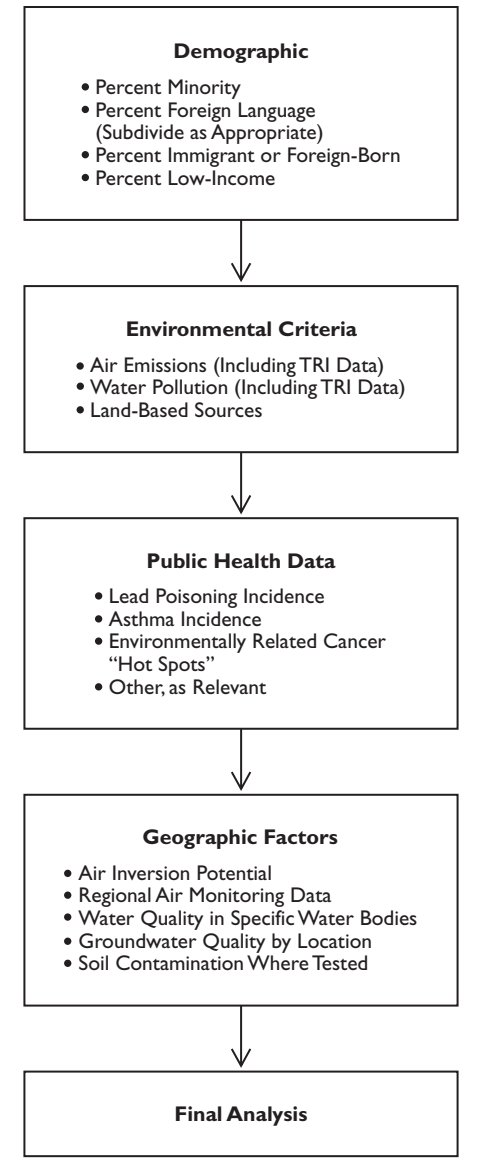 Demographic
• Percent Minority
• Percent Foreign Language
(Subdivide as Appropriate)
• Percent Immigrant or Foreign-Born
• Percent Low-Income
Environmental Criteria
• Air Emissions (Including TRI Data)
• Water Pollution (Including TRI Data)
• Land-Based Sources
Public Health Data
• Lead Poisoning Incidence
• Asthma Incidence
• Environmentally Related Cancer
“Hot Spots”
• Other, as Relevant
Geographic Factors
• Air Inversion Potential
• Regional Air Monitoring Data
• Water Quality in Specific Water Bodies
• Groundwater Quality by Location
• Soil Contamination Where Tested
Final Analysis